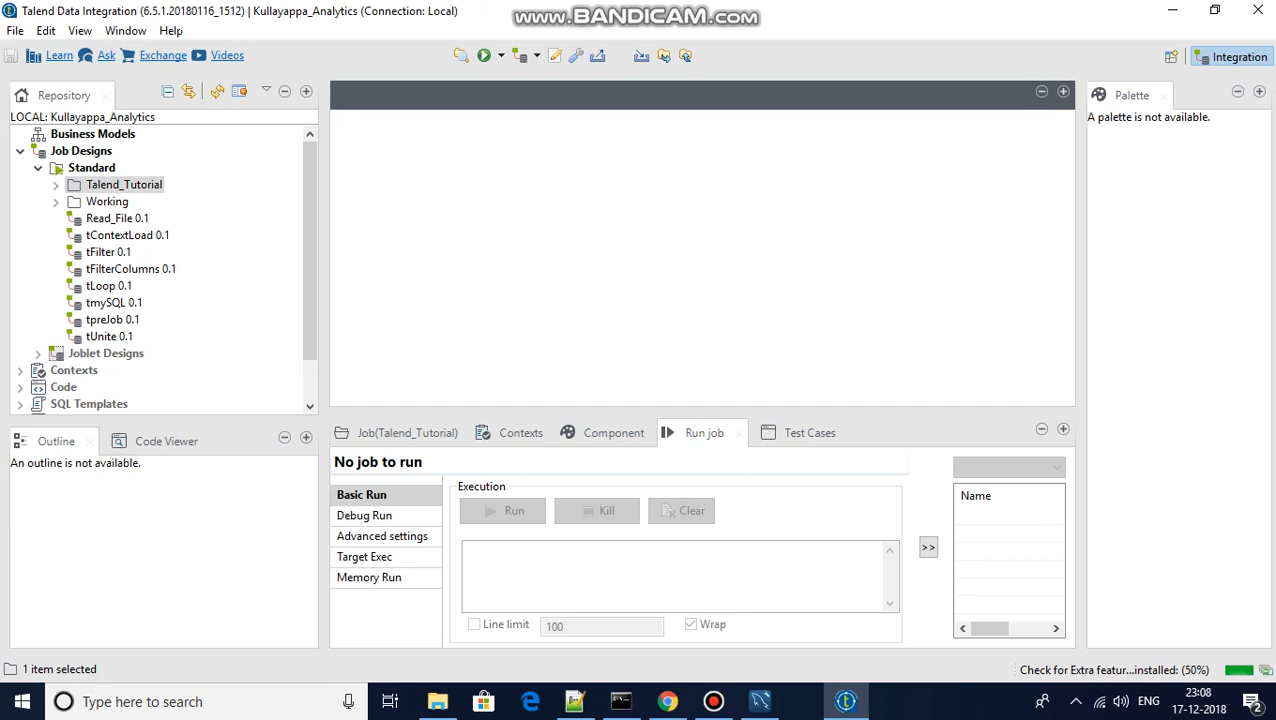 Talend Data Integration (6.5.1.20180116_1512) | Kullayappa_Analytics (Connection: Local)
www.BANDICAM.com
File Edit View Window Help
Learn Ask Exchange Videos
Integration
Repository
LOCAL: Kullayappa_Analytics
Business Models
Job Designs
Standard
Talend_Tutorial
Working
Read_File 0.1
tContextLoad 0.1
tFilter 0.1
tFilterColumns 0.1
tLoop 0.1
tmySQL 0.1
tpreJob 0.1
tUnite 0.1
Joblet Designs
Contexts
Code
SQL Templates
Palette
A palette is not available.
Outline
Code Viewer
An outline is not available.
Job(Talend_Tutorial) Contexts Component Run job Test Cases
No job to run
Basic Run
Debug Run
Advanced settings
Target Exec
Memory Run
Execution
Run Kill Clear
Line limit 100 Wrap
>>
Name
1 item selected
Check for Extra featur...installed: (50%)
Type here to search
ENG
23:08
17-12-2018
2